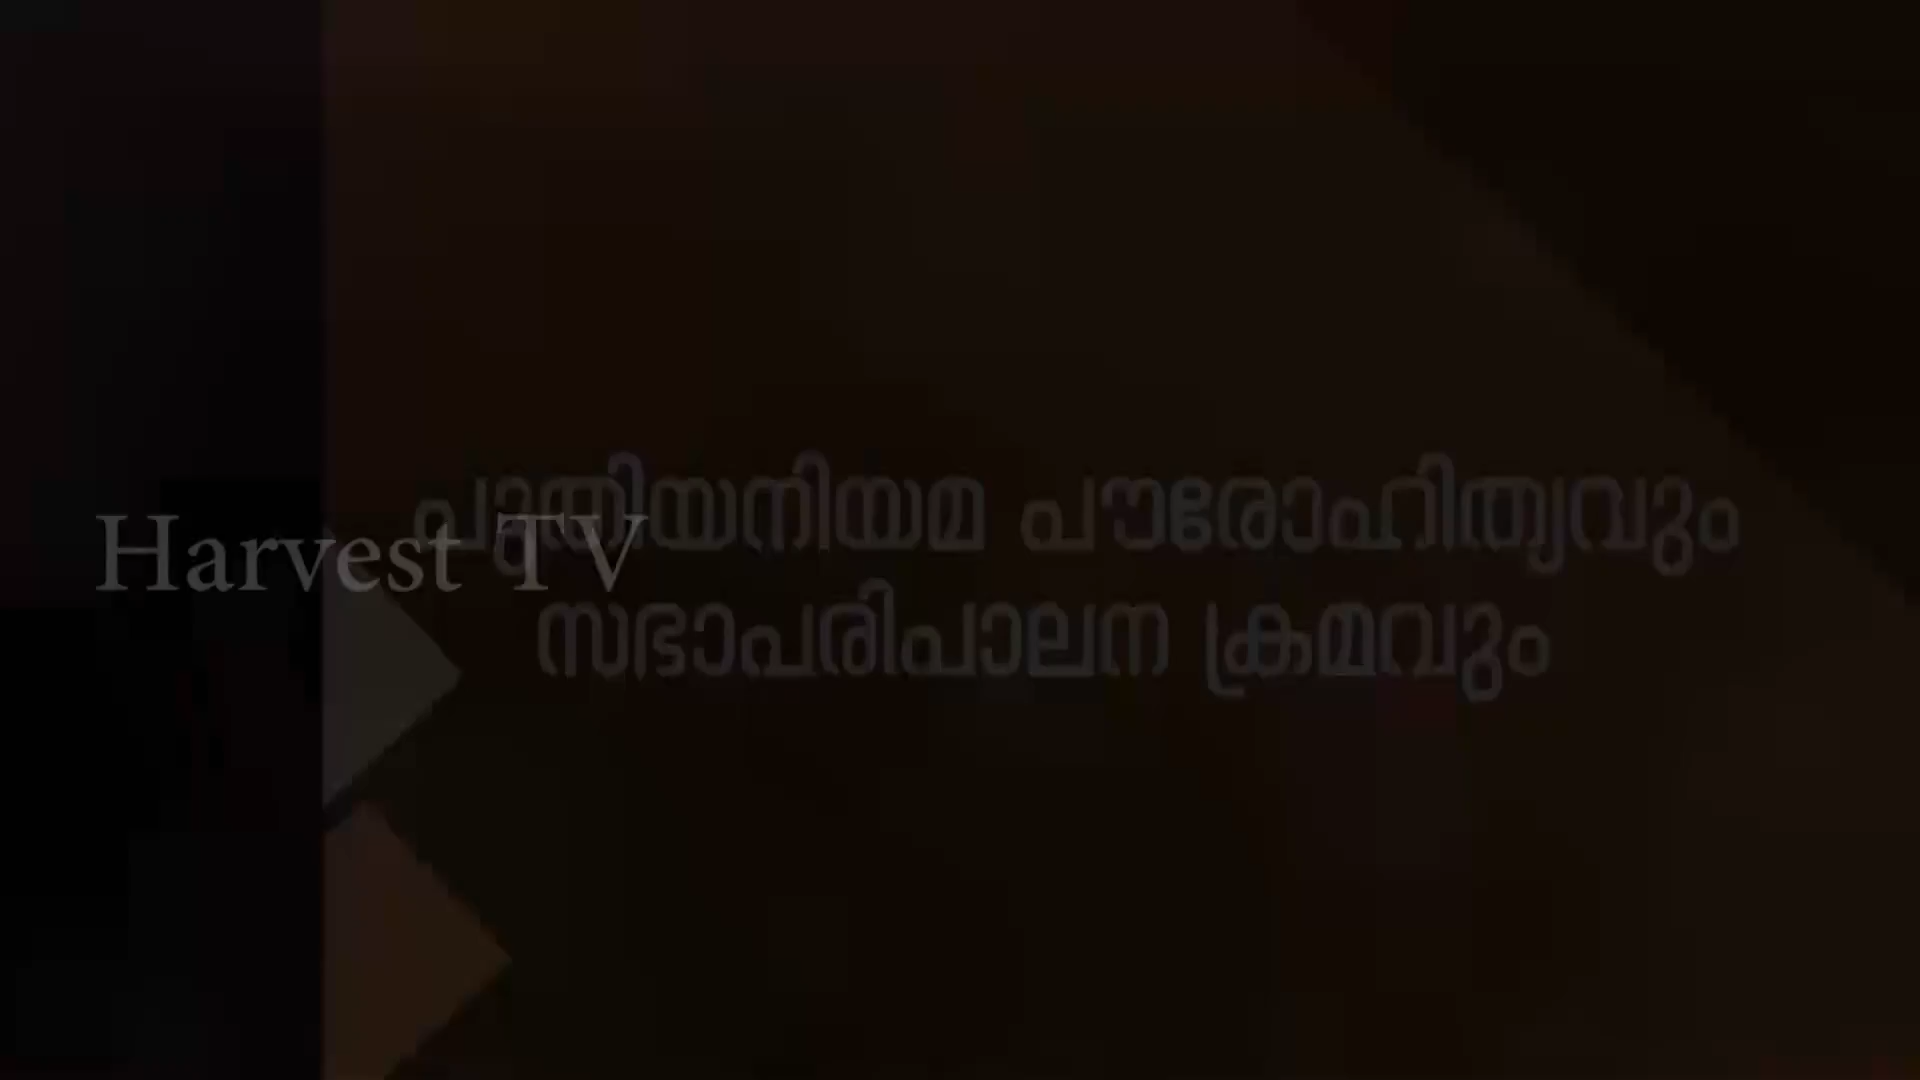 Harvest TV
പുതിയനിയമ പൗരോഹിത്യവും
സഭാപരിപാലന ക്രമവും